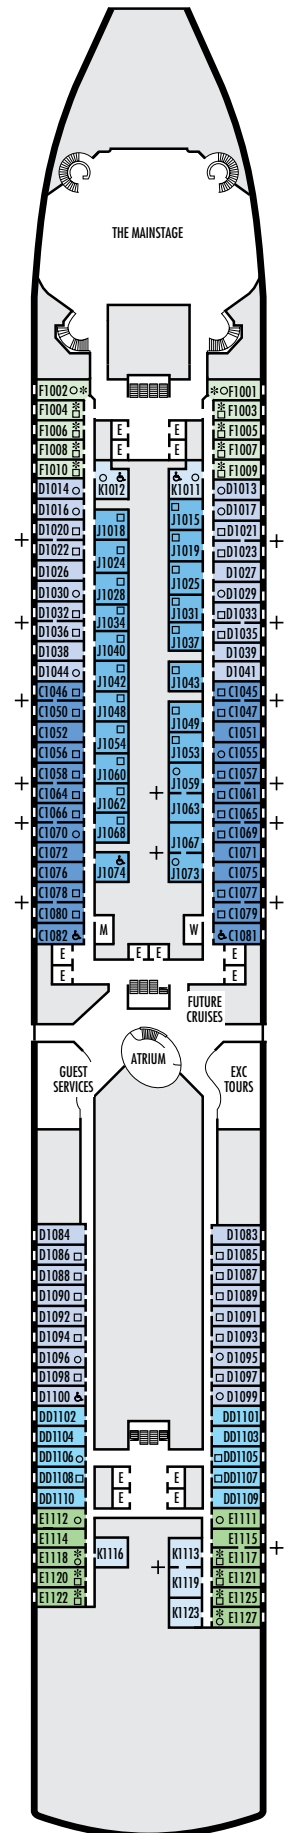 THE MAINSTAGE
F1002 F1001
F1004 F1003
F1006 E E F1005
F1008 E E F1007
F1010 F1009
D1014 K1012 K1011 D1013
D1016 J1015 D1017
D1020 J1018 D1021
D1022 J1019 D1023
D1026 J1024 J1025 D1027
D1030 J1028 D1029
D1032 J1034 J1031 D1033
D1036 J1040 J1037 D1035
D1038 D1039
D1044 J1042 J1043 D1041
C1046 C1045
C1050 J1048 J1049 C1047
C1052 J1054 C1051
C1056 J1053 C1055
C1058 J1060 J1059 C1057
C1064 J1062 J1063 C1061
C1066 C1065
C1070 J1068 J1067 C1069
C1072 C1071
C1076 J1074 J1073 C1075
C1078 C1077
C1080 C1079
C1082 M W C1081
E E E E
E E
FUTURE
CRUISES
ATRIUM
GUEST
SERVICES
EXC
TOURS
D1084 D1083
D1086 D1085
D1088 D1087
D1090 D1089
D1092 D1091
D1094 D1093
D1096 D1095
D1098 D1097
D1100 D1099
DD1102 DD1101
DD1104 DD1103
DD1106 DD1105
DD1108 E E DD1107
DD1110 E E DD1109
E1112 E1111
E1114 E1115
E1118 K1116 K1113 E1117
E1120 K1119 E1121
E1122 E1125
K1123 E1127